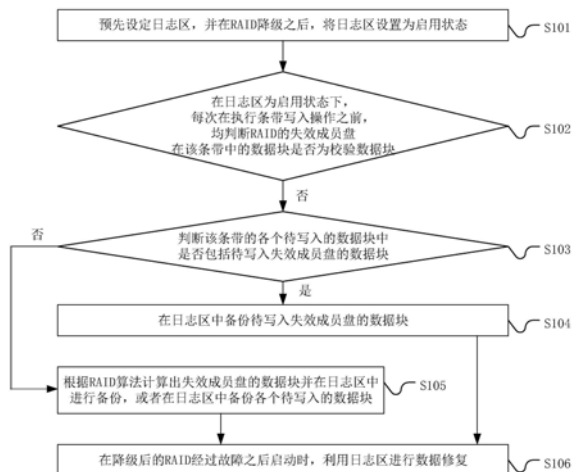 预先设定日志区，并在RAID降级之后，将日志区设置为启用状态
S101
在日志区为启用状态下，
每次在执行条带写入操作之前，
均判断RAID的失效成员盘
在该条带中的数据块是否为校验数据块
S102
否
判断该条带的各个待写入的数据块中
是否包括待写入失效成员盘的数据块
S103
否
是
在日志区中备份待写入失效成员盘的数据块
S104
根据RAID算法计算出失效成员盘的数据块并在日志区中
进行备份，或者在日志区中备份各个待写入的数据块
S105
在降级后的RAID经过故障之后启动时，利用日志区进行数据修复
S106